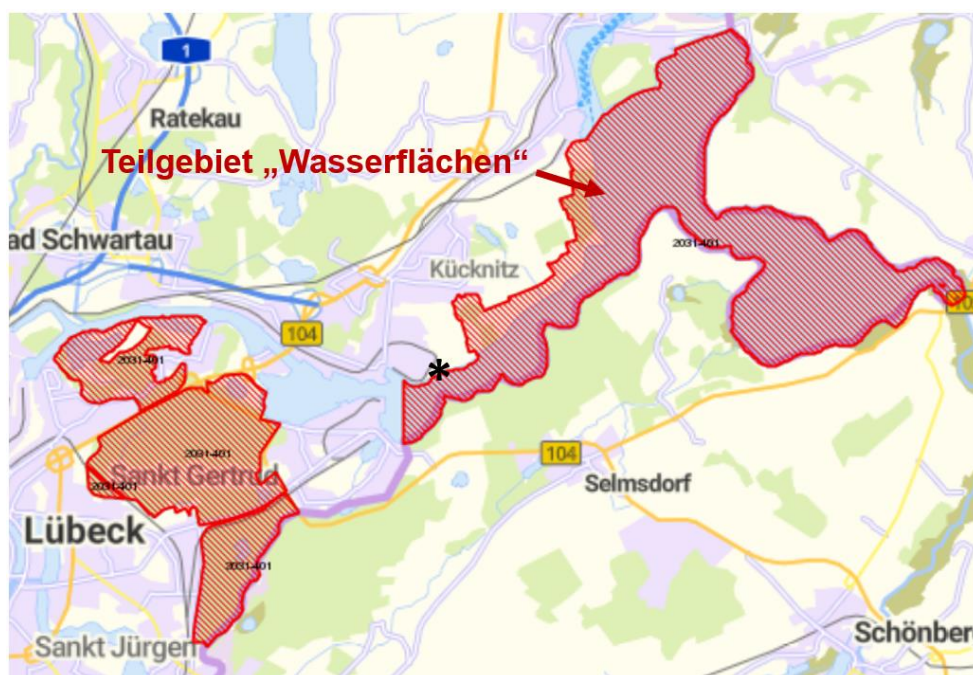 1
Ratekau
Teilgebiet „Wasserflächen“
ad Schwartau
2031-401
Kücknitz
104
2031-401
*
104
2031-401
Sankt Gertrud
2031-401
Selmsdorf
Lübeck
2031-401
Schönber
Sankt Jürgen